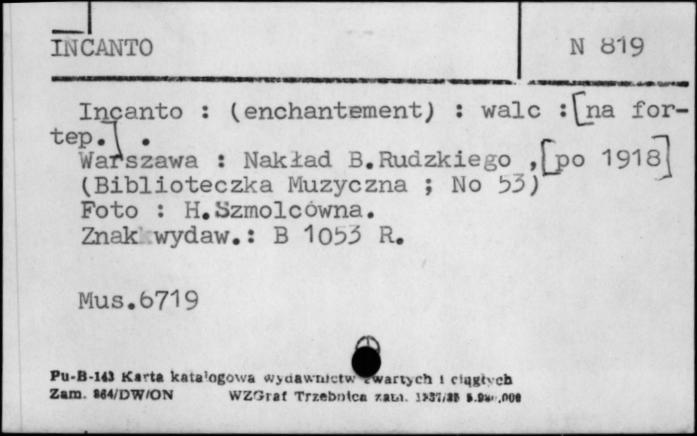 INCANTO N 819
Incanto : (enchantement) : walc :[na for-
tep.] .
Warszawa : Nakład B.Rudzkiego ,[po 1918]
(Biblioteczka Muzyczna ; No 53)
Foto : H.Szmolcówna.
Znak wydaw.: B 1053 R.
Mus.6719
Pu-B-143 Karta katalogowa wydawnictw zwartych i ciągłych
Zam. 864/DW/ON WZGraf Trzebnica zam.